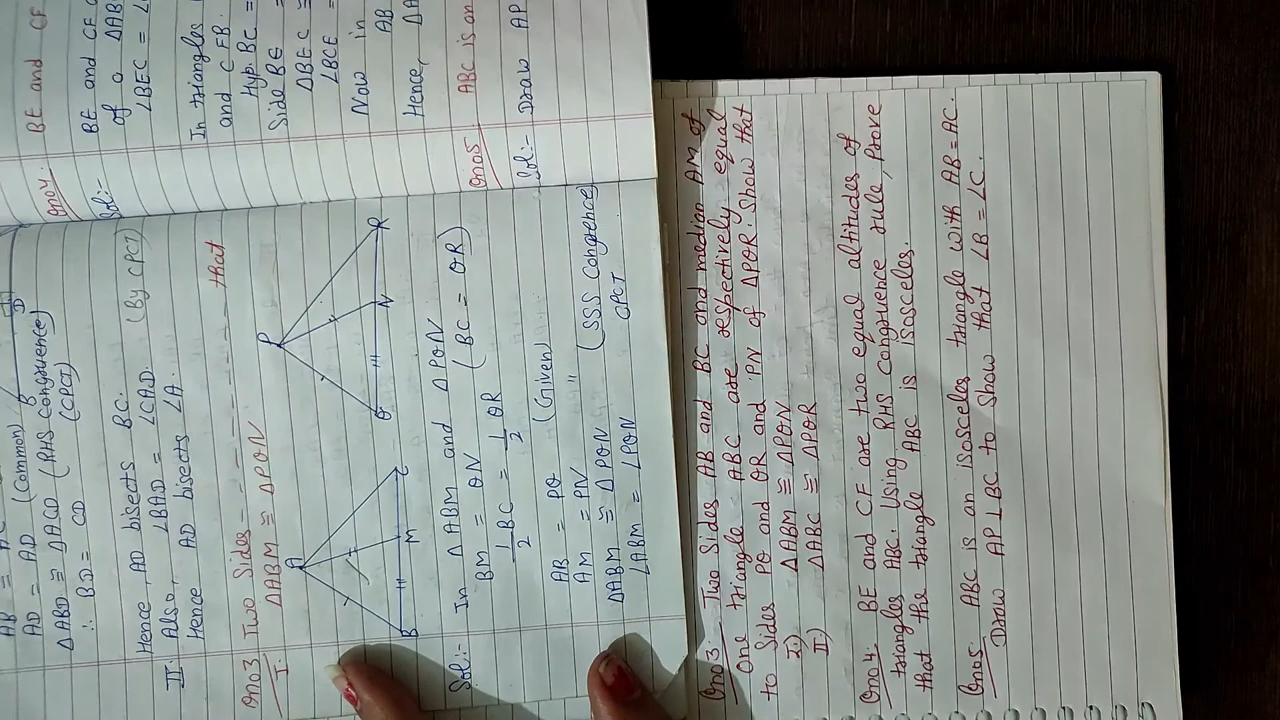 AB = AC
AD = AD (Common)
Δ ABD ≅ Δ ACD (RHS Congruence)
∴ BD = CD (CPCT)
B
D
Hence, AD bisects BC.
II Also, ∠BAD = ∠CAD. (By CPCT)
Hence AD bisects ∠A.
Qno3 Two Sides - - - - - - - - that
I. ΔABM ≅ ΔPQN
A
B
M
C
P
Q
N
R
Sol:- In ΔABM and ΔPQN
BM = QN (BC = QR)
1/2 BC = 1/2 QR
AB = PQ (Given)
AM = PN "
ΔABM ≅ ΔPQN (SSS Congruence)
∠ABM = ∠PQN CPCT
Qno4. BE and CF
Sol:- BE and CF
of a ΔAB
∠BEC = ∠
In triangles
and CFB.
Hyp. BC =
Side BE =
ΔBEC ≅
∠BCE =
Now in
AB
Hence, ΔA
Qno5 ABC is an
Sol:- Draw AP
Qno3 Two Sides AB and BC and median AM of
One triangle ABC are respectively equal
to Sides PQ and QR and PN of ΔPQR. Show that
I) ΔABM ≅ ΔPQN
II) ΔABC ≅ ΔPQR
Qno4. BE and CF are two equal altitudes of
triangles ABC. Using RHS congruence rule, Prove
that the triangle ABC is isosceles.
Qno5. ABC is an isosceles triangle with AB = AC.
Draw AP ⊥ BC to Show that ∠B = ∠C.